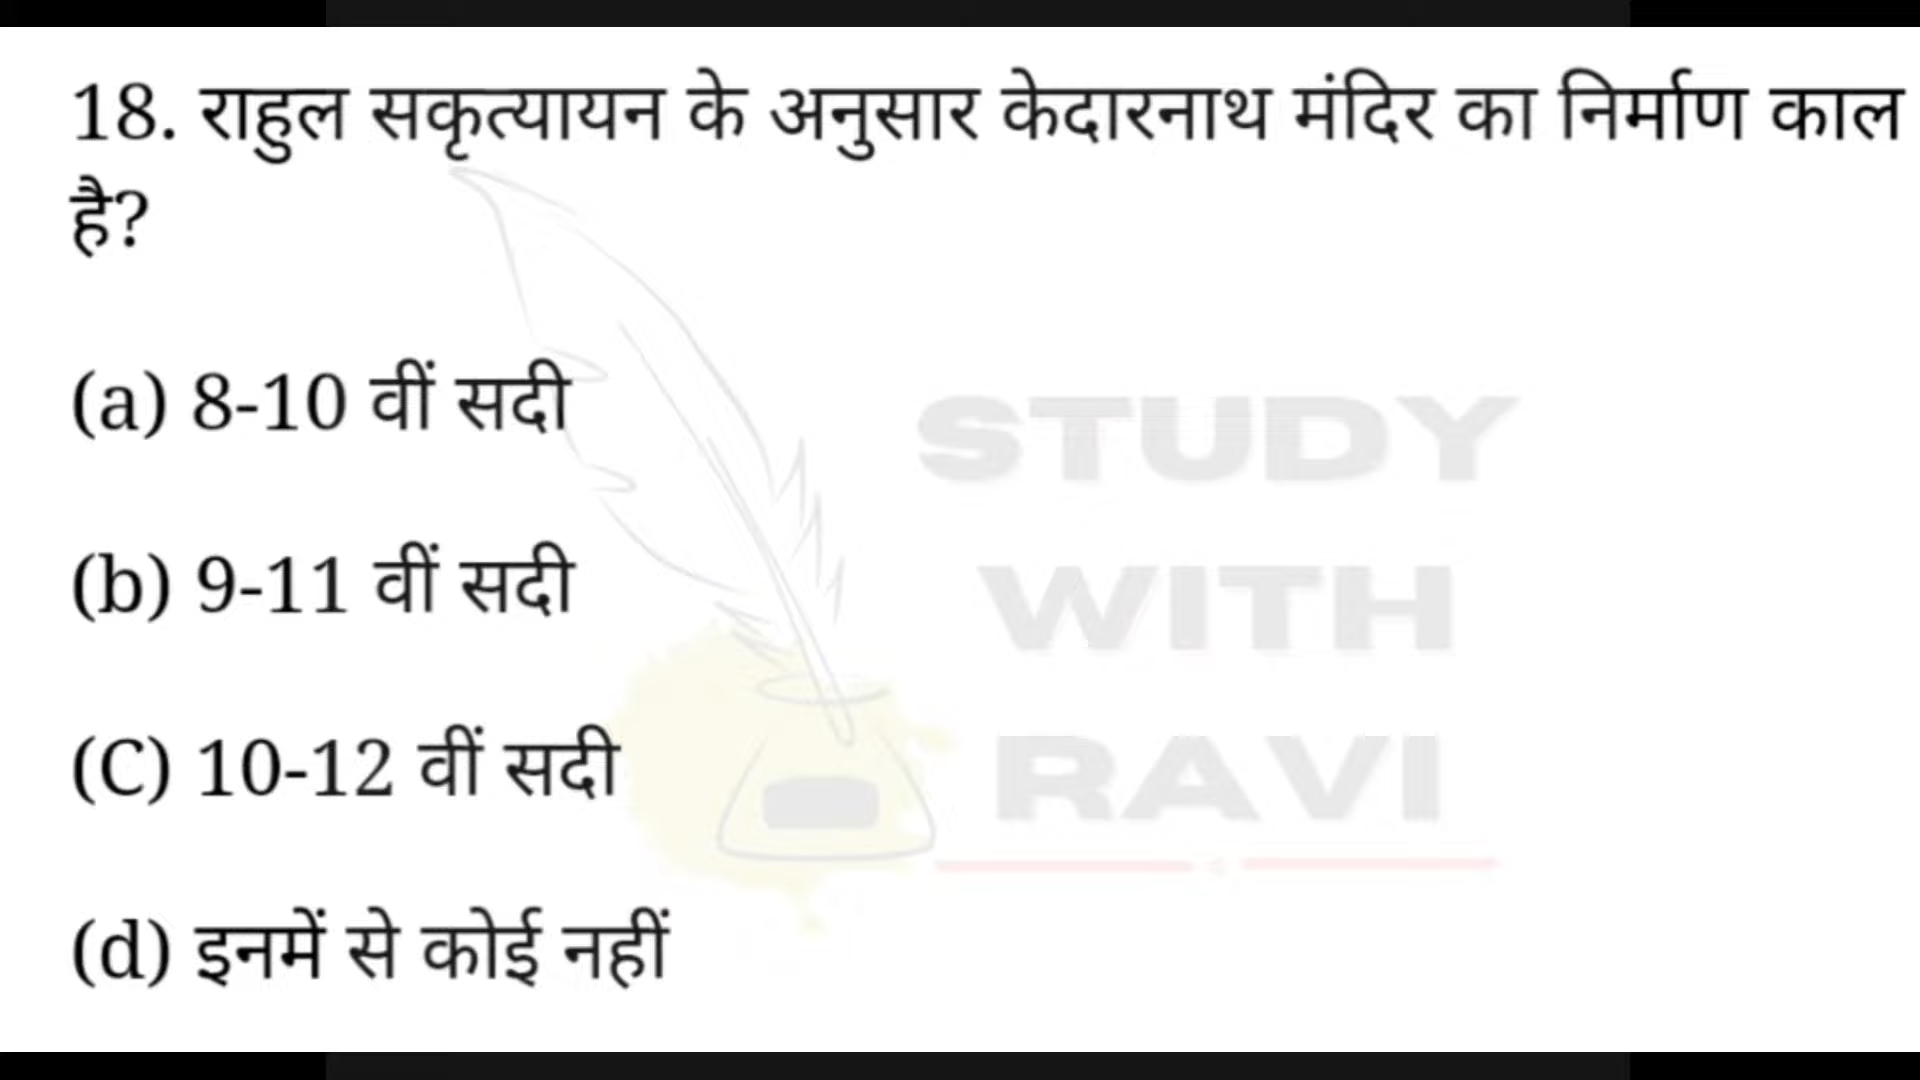 18. राहुल सकृत्यायन के अनुसार केदारनाथ मंदिर का निर्माण काल
है?
(a) 8-10 वीं सदी
(b) 9-11 वीं सदी
(C) 10-12 वीं सदी
(d) इनमें से कोई नहीं
STUDY
WITH
RAVI